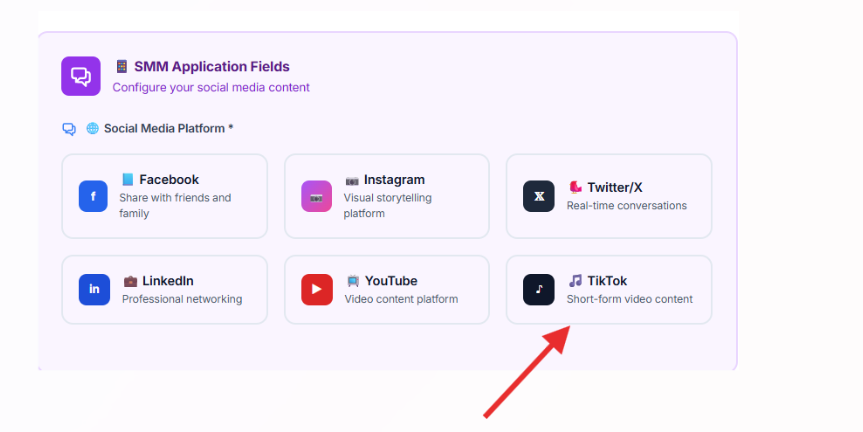 SMM Application Fields
Configure your social media content
Social Media Platform *
f
Facebook
Share with friends and
family
Instagram
Visual storytelling
platform
X
Twitter/X
Real-time conversations
in
LinkedIn
Professional networking
YouTube
Video content platform
TikTok
Short-form video content